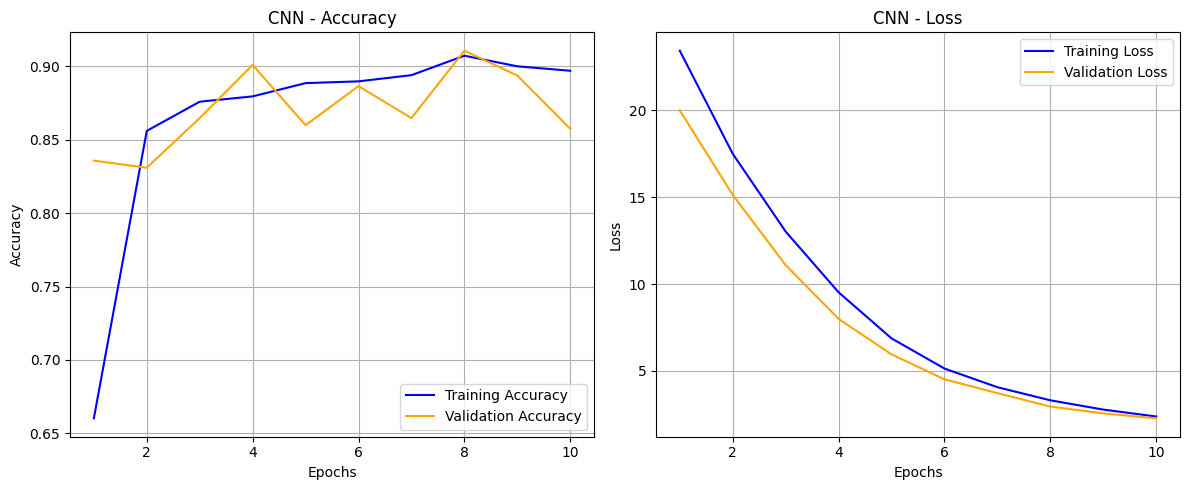 CNN - Accuracy
Accuracy
0.90
0.85
0.80
0.75
0.70
0.65
2
4
6
8
10
Epochs
Training Accuracy
Validation Accuracy
CNN - Loss
Loss
20
15
10
5
2
4
6
8
10
Epochs
Training Loss
Validation Loss